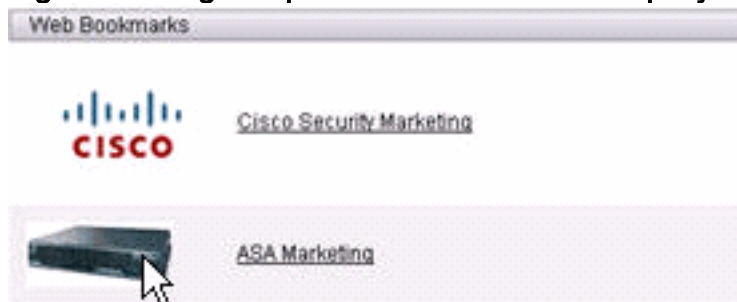 Web Bookmarks
CISCO
Cisco Security Marketing
ASA Marketing